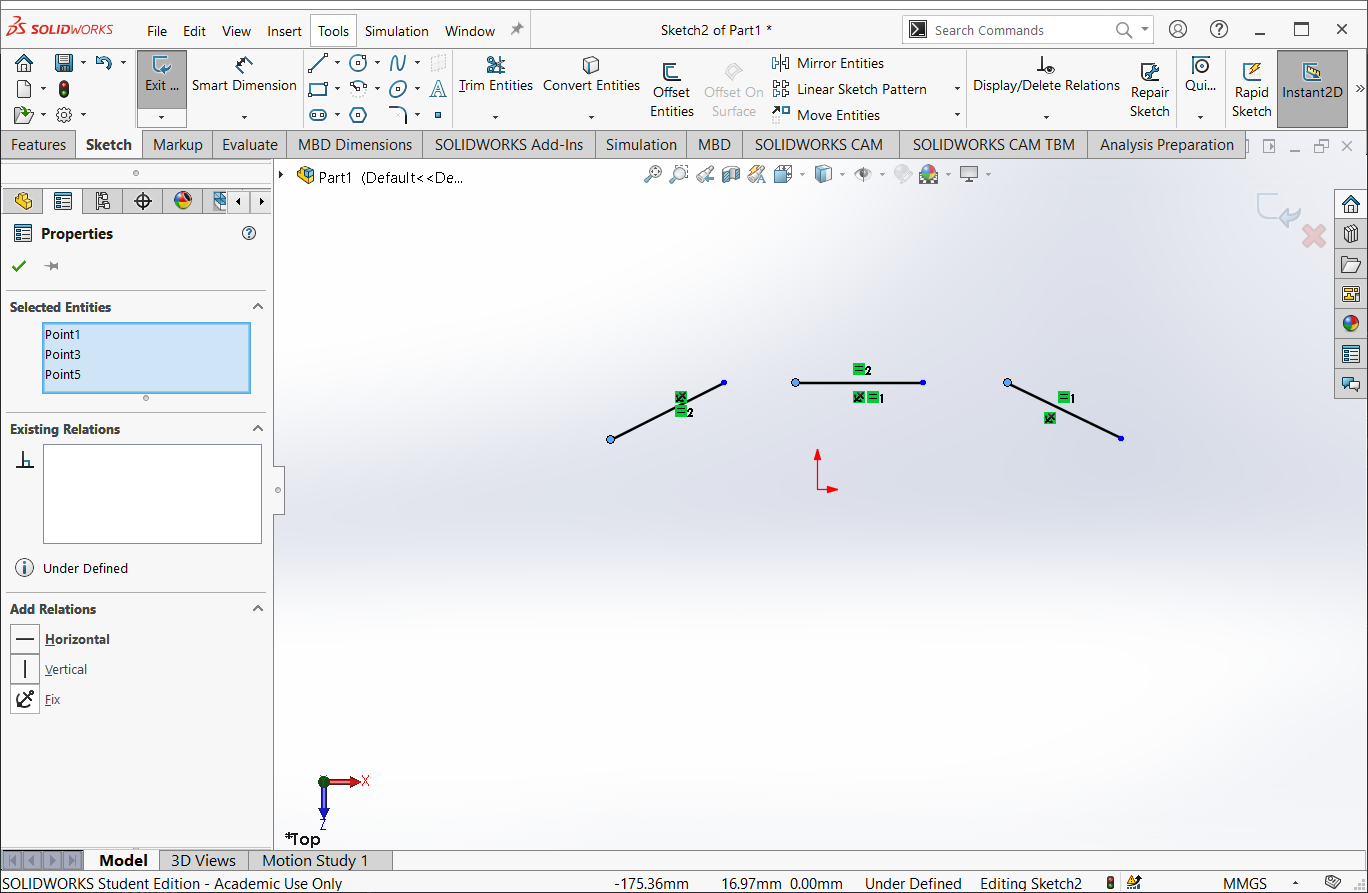 SOLIDWORKS File Edit View Insert Tools Simulation Window Sketch2 of Part1 * Search Commands
Exit ... Smart Dimension Trim Entities Convert Entities Offset Entities Offset On Surface Mirror Entities Linear Sketch Pattern Move Entities Display/Delete Relations Repair Sketch Qui... Rapid Sketch Instant2D
Features Sketch Markup Evaluate MBD Dimensions SOLIDWORKS Add-Ins Simulation MBD SOLIDWORKS CAM SOLIDWORKS CAM TBM Analysis Preparation
Part1 (Default<<De...
Properties
Selected Entities
Point1
Point3
Point5
Existing Relations
Under Defined
Add Relations
Horizontal
Vertical
Fix
2
2
1
1
X
Z
*Top
Model 3D Views Motion Study 1
SOLIDWORKS Student Edition - Academic Use Only -175.36mm 16.97mm 0.00mm Under Defined Editing Sketch2 MMGS